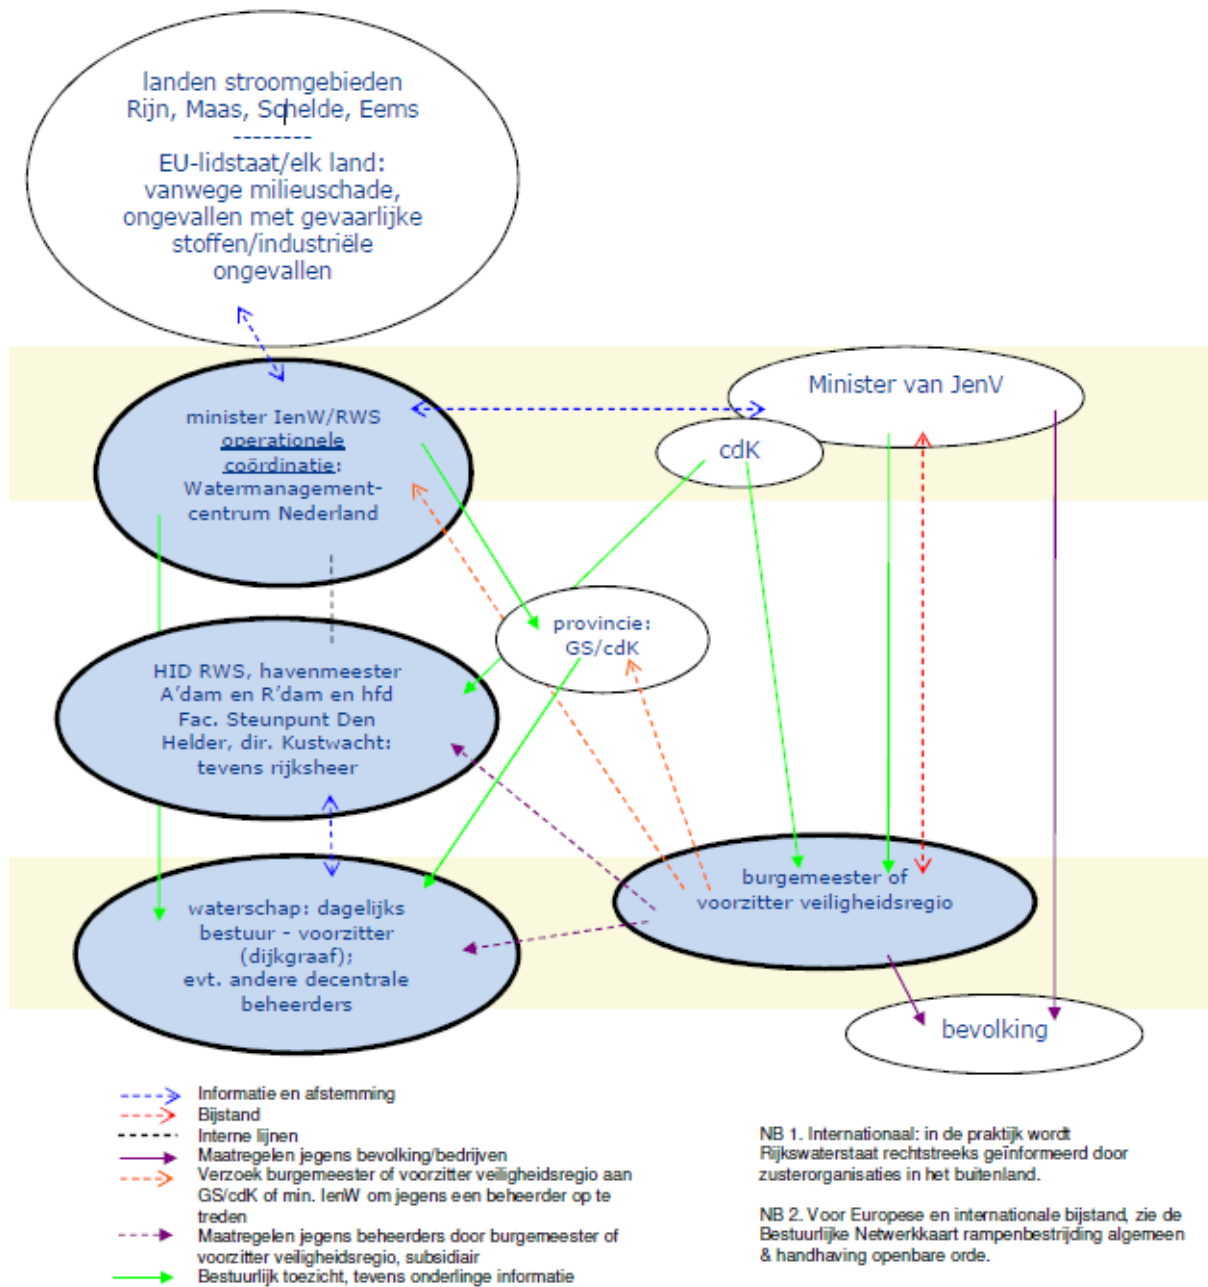 landen stroomgebieden
Rijn, Maas, Schelde, Eems
--------
EU-lidstaat/elk land:
vanwege milieuschade,
ongevallen met gevaarlijke
stoffen/industriële
ongevallen
minister IenW/RWS
operationele
coördinatie:
Watermanagement-
centrum Nederland
Minister van JenV
cdK
provincie:
GS/cdK
HID RWS, havenmeester
A’dam en R’dam en hfd
Fac. Steunpunt Den
Helder, dir. Kustwacht:
tevens rijksheer
waterschap: dagelijks
bestuur - voorzitter
(dijkgraaf);
evt. andere decentrale
beheerders
burgemeester of
voorzitter veiligheidsregio
bevolking
Informatie en afstemming
Bijstand
Interne lijnen
Maatregelen jegens bevolking/bedrijven
Verzoek burgemeester of voorzitter veiligheidsregio aan
GS/cdK of min. IenW om jegens een beheerder op te
treden
Maatregelen jegens beheerders door burgemeester of
voorzitter veiligheidsregio, subsidiair
Bestuurlijk toezicht, tevens onderlinge informatie
NB 1. Internationaal: in de praktijk wordt
Rijkswaterstaat rechtstreeks geïnformeerd door
zusterorganisaties in het buitenland.
NB 2. Voor Europese en internationale bijstand, zie de
Bestuurlijke Netwerkkaart rampenbestrijding algemeen
& handhaving openbare orde.